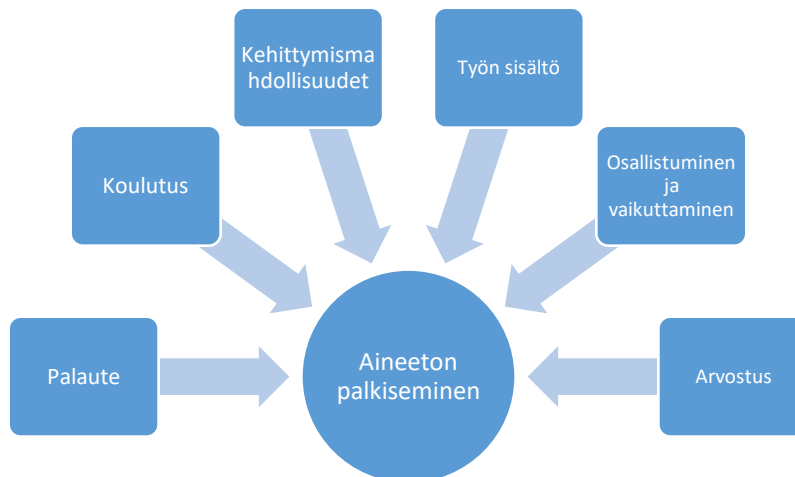 Kehittymisma
hdollisuudet
Työn sisältö
Koulutus
Osallistuminen
ja
vaikuttaminen
Palaute
Aineeton
palkiseminen
Arvostus